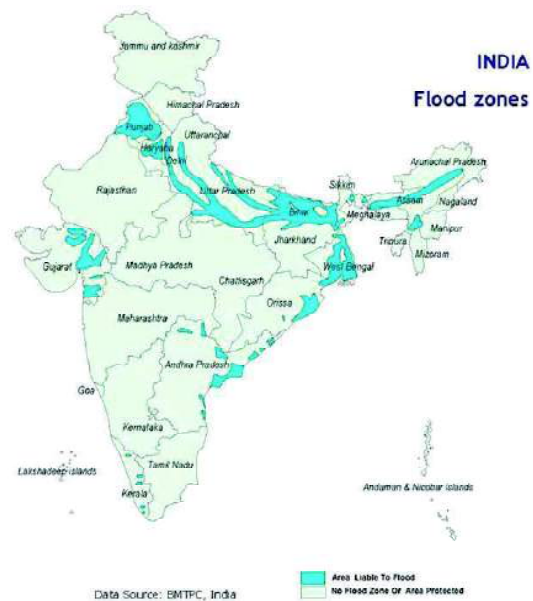 INDIA
Flood zones
Jammu and kashmir
Himachal Pradesh
Punjab
Uttaranchal
Haryana
Delhi
Arunachal Pradesh
Sikkim
Rajasthan
Uttar Pradesh
Assam
Nagaland
Bihar
Meghalaya
Manipur
Jharkhand
Tripura
Mizoram
Gujarat
Madhya Pradesh
West Bengal
Chattisgarh
Orissa
Maharashtra
Andhra Pradesh
Goa
Karnataka
Lakshadeep islands
Tamil Nadu
Andaman & Nicobar islands
Kerala
Area Liable To Flood
No Flood Zone Or Area Protected
Data Source: BMTPC, India